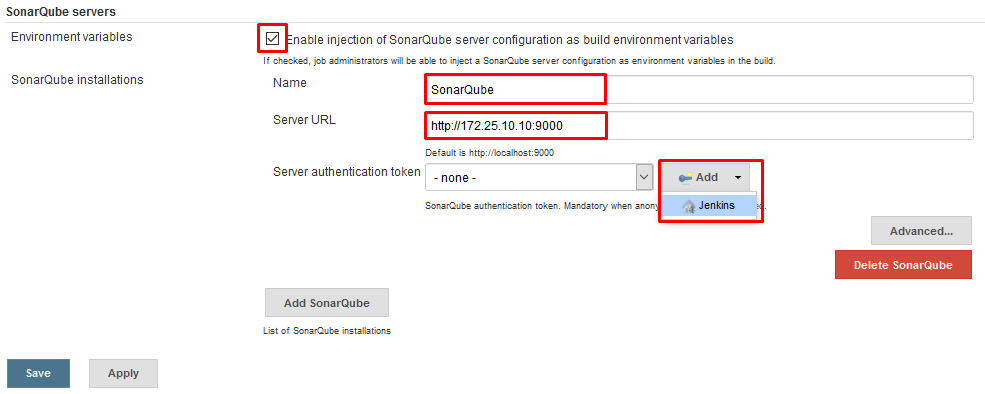 SonarQube servers
Environment variables
Enable injection of SonarQube server configuration as build environment variables
If checked, job administrators will be able to inject a SonarQube server configuration as environment variables in the build.
SonarQube installations
Name
SonarQube
Server URL
http://172.25.10.10:9000
Default is http://localhost:9000
Server authentication token
- none -
Add
Jenkins
SonarQube authentication token. Mandatory when anony
Advanced...
Delete SonarQube
Add SonarQube
List of SonarQube installations
Save
Apply